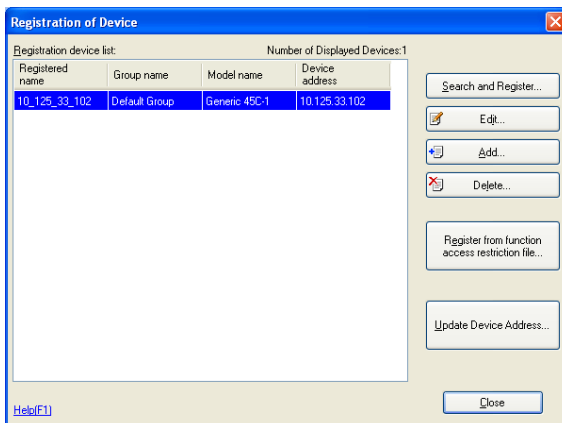 Registration of Device
Registration device list: Number of Displayed Devices:1
Registered name Group name Model name Device address
10_125_33_102 Default Group Generic 45C-1 10.125.33.102
Search and Register...
Edit...
Add...
Delete...
Register from function
access restriction file...
Update Device Address...
Help(F1)
Close